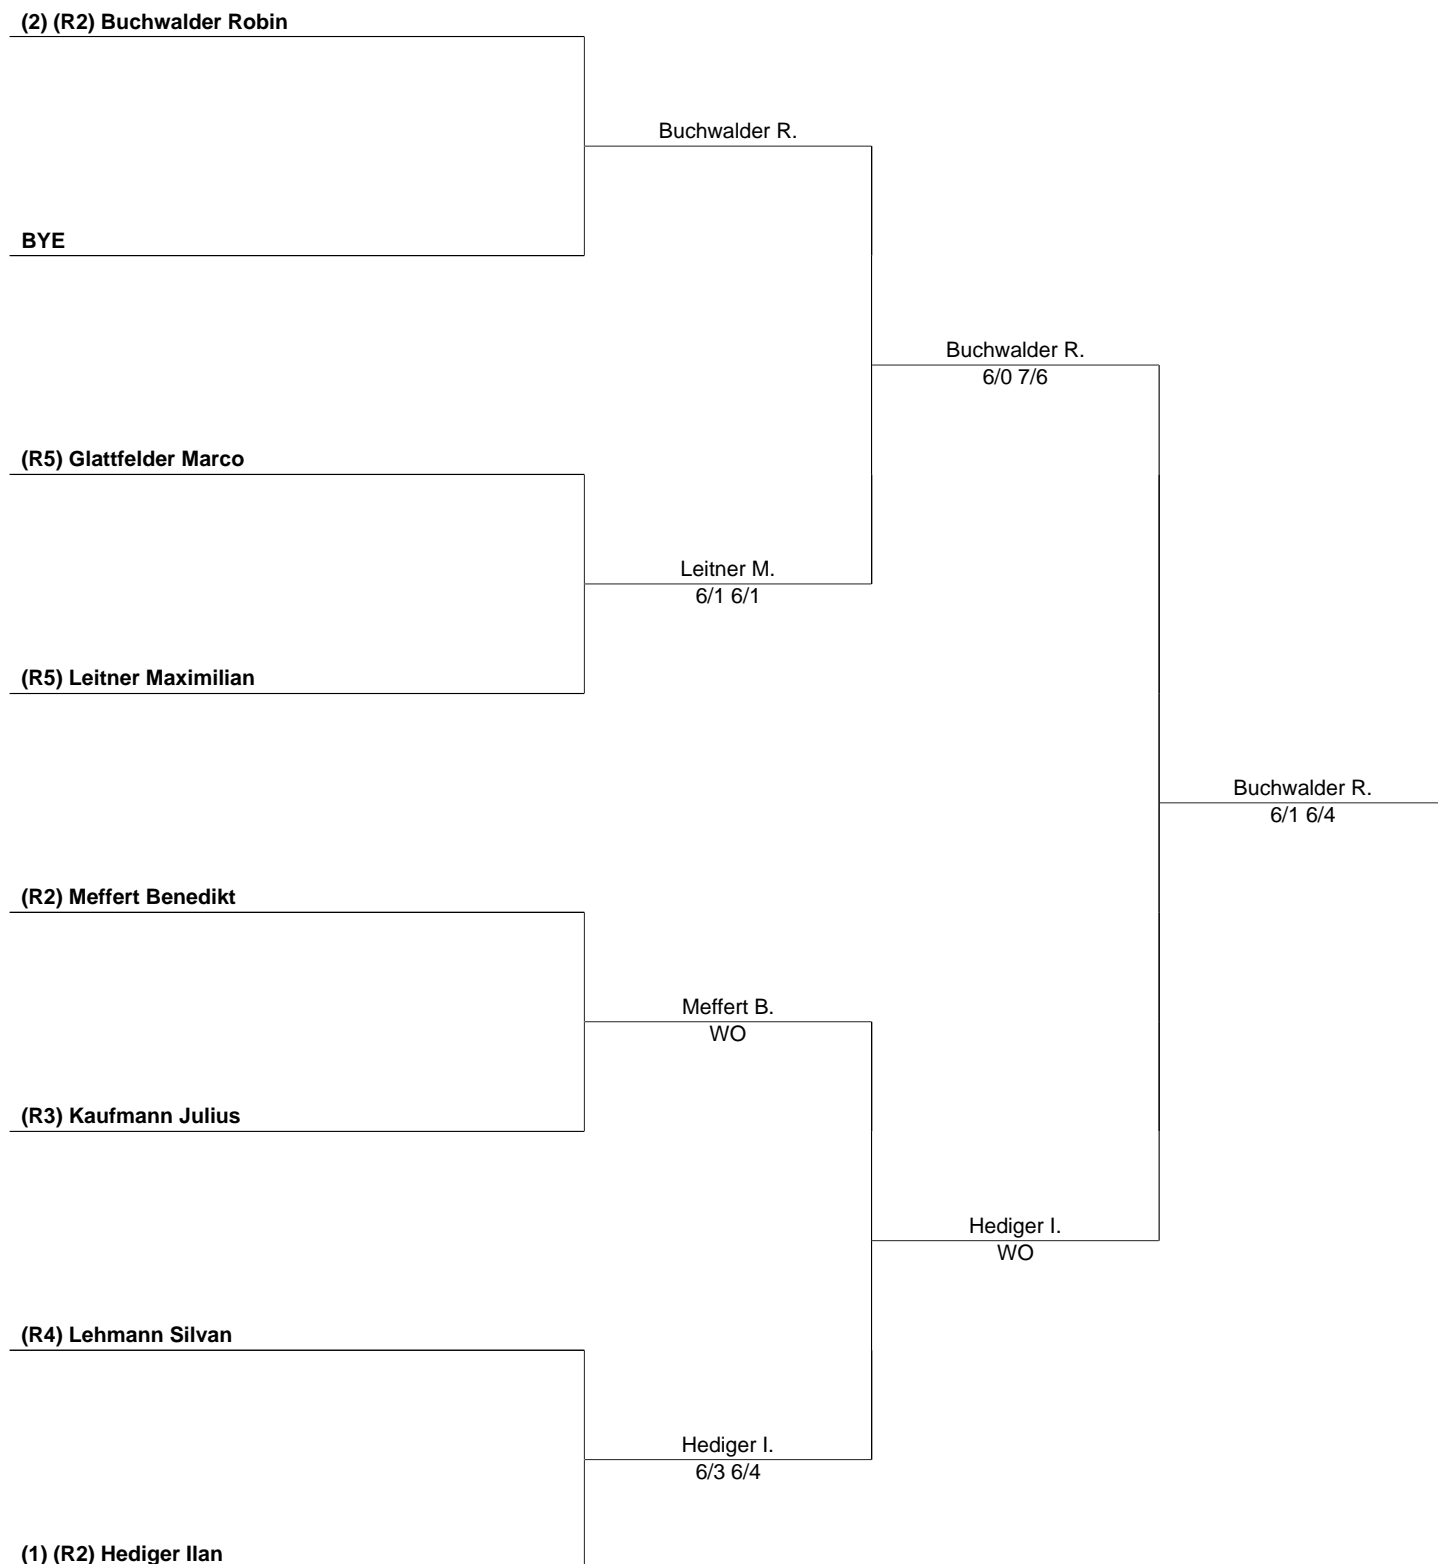 (2) (R2) Buchwalder Robin
Buchwalder R.
BYE
Buchwalder R.
6/0 7/6
(R5) Glattfelder Marco
Leitner M.
6/1 6/1
(R5) Leitner Maximilian
Buchwalder R.
6/1 6/4
(R2) Meffert Benedikt
Meffert B.
WO
(R3) Kaufmann Julius
Hediger I.
WO
(R4) Lehmann Silvan
Hediger I.
6/3 6/4
(1) (R2) Hediger Ilan